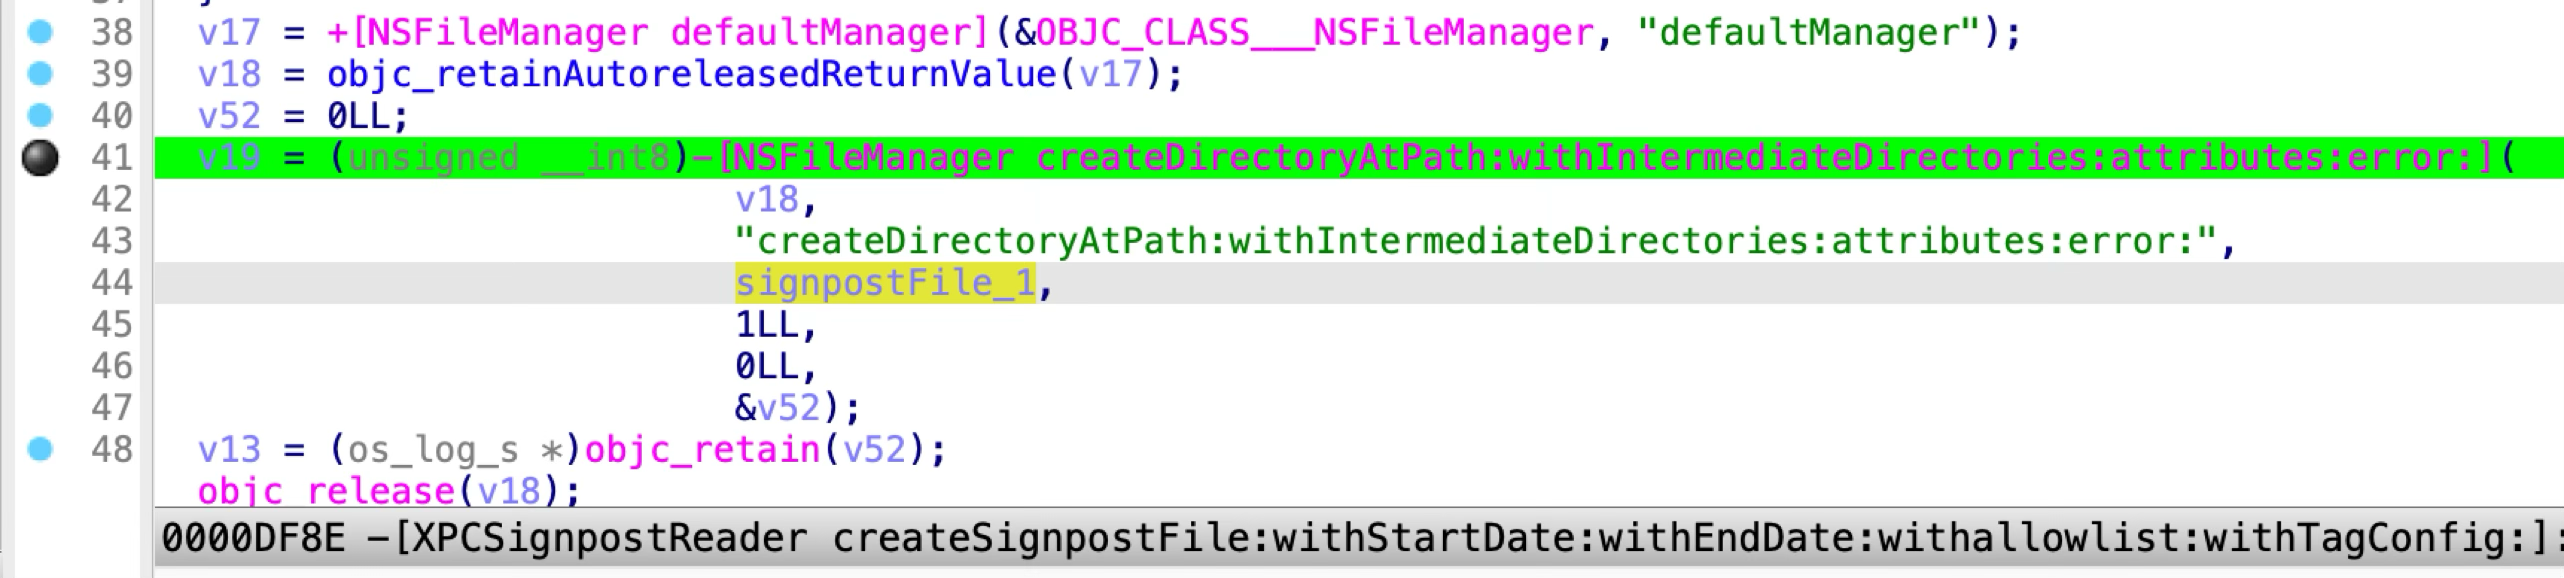 38 v17 = +[NSFileManager defaultManager](&OBJC_CLASS___NSFileManager, "defaultManager");
39 v18 = objc_retainAutoreleasedReturnValue(v17);
40 v52 = 0LL;
41 v19 = (unsigned __int8)-[NSFileManager createDirectoryAtPath:withIntermediateDirectories:attributes:error:](
42 v18,
43 "createDirectoryAtPath:withIntermediateDirectories:attributes:error:",
44 signpostFile_1,
45 1LL,
46 0LL,
47 &v52);
48 v13 = (os_log_s *)objc_retain(v52);
objc_release(v18);
0000DF8E -[XPCSignpostReader createSignpostFile:withStartDate:withEndDate:withallowlist:withTagConfig:]: